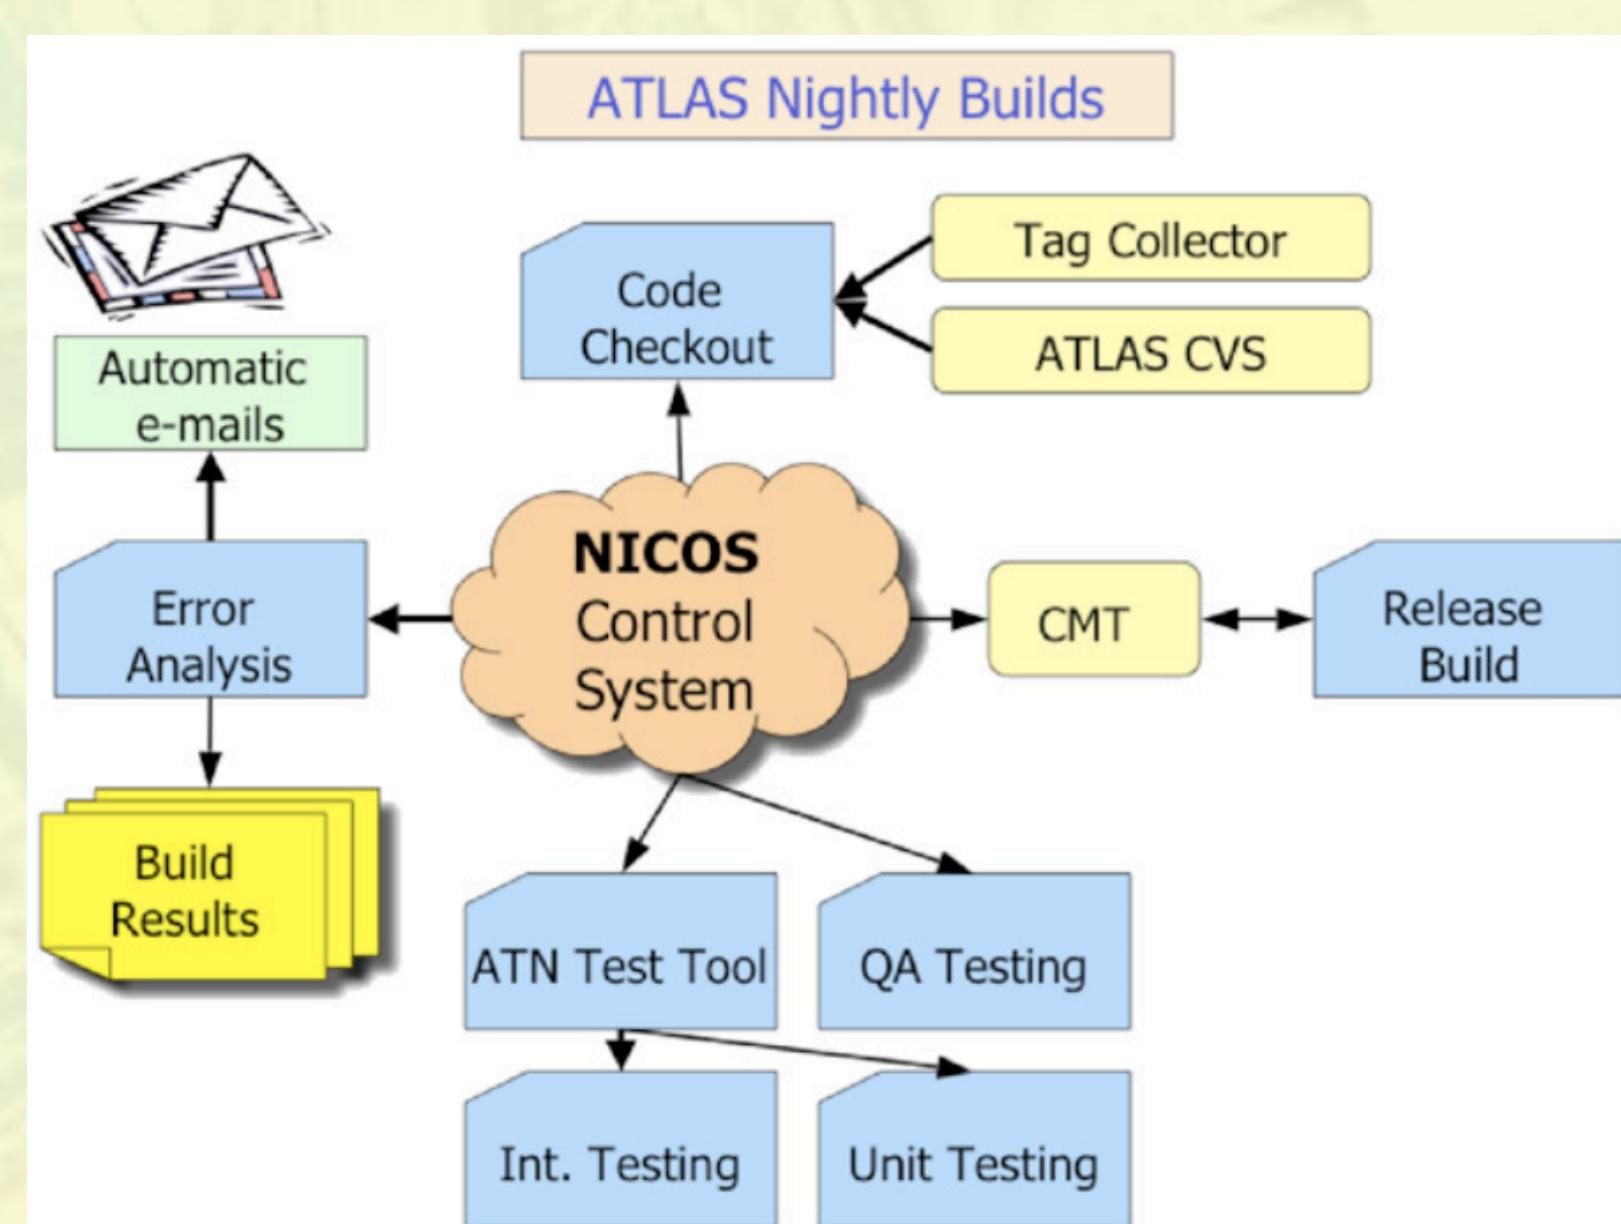 ATLAS Nightly Builds
Tag Collector
Code
Checkout
ATLAS CVS
Automatic
e-mails
NICOS
Control
System
Error
Analysis
CMT
Release
Build
Build
Results
ATN Test Tool
QA Testing
Int. Testing
Unit Testing